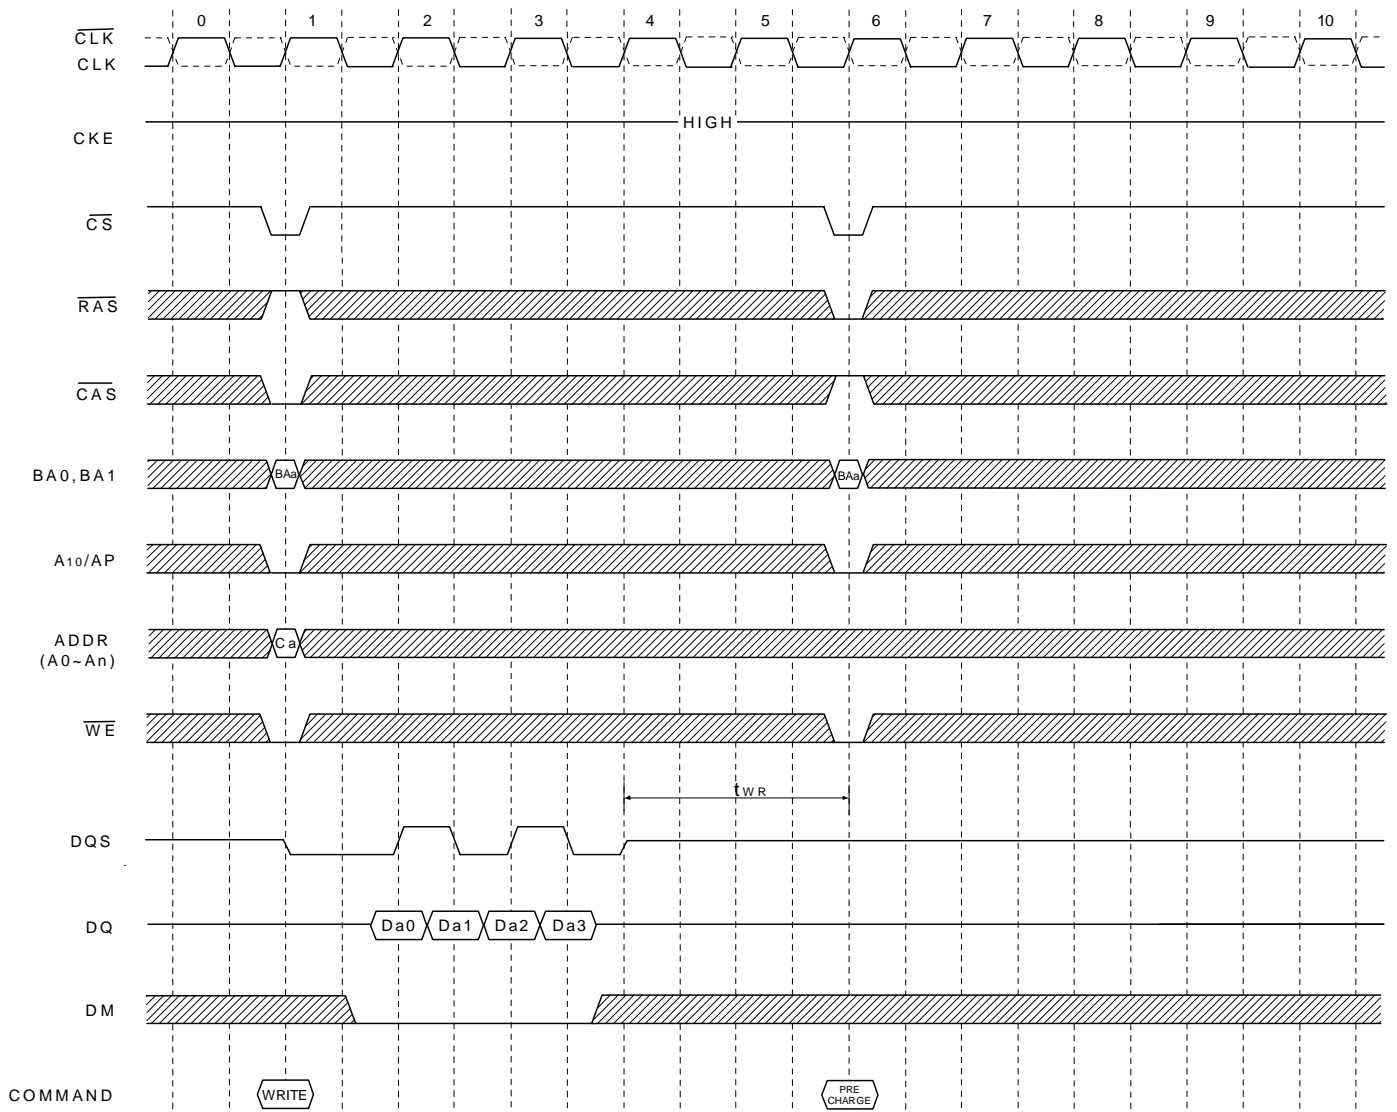 0 1 2 3 4 5 6 7 8 9 10
CLK
CLK
HIGH
CKE
CS
RAS
CAS
BA0,BA1 BAa BAa
A10/AP
ADDR
(A0~An)
Ca
WE
tWR
DQS
DQ Da0 Da1 Da2 Da3
DM
COMMAND WRITE PRE
CHARGE